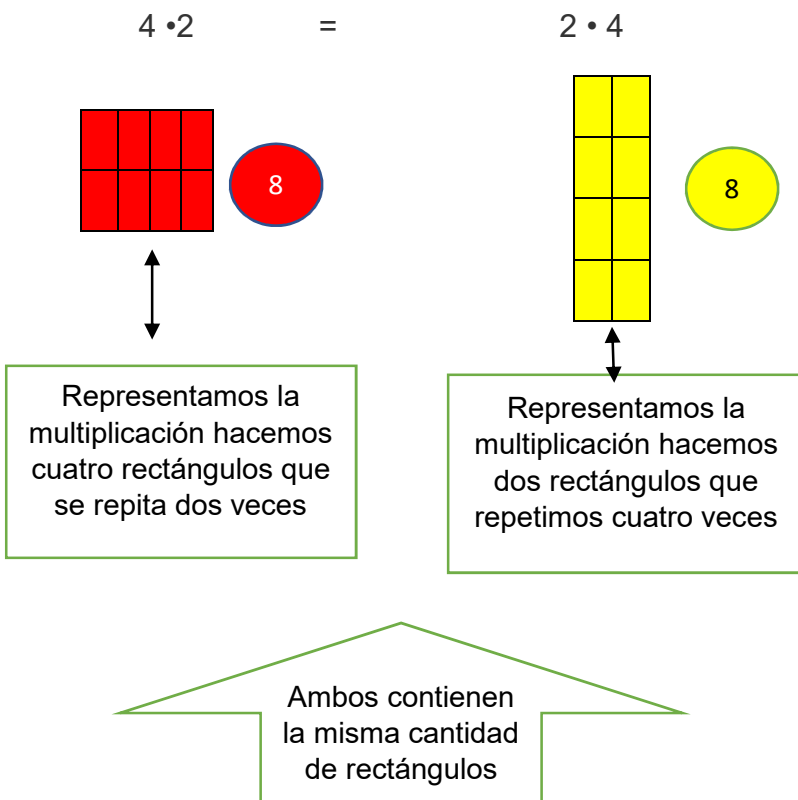 4 •2 = 2 • 4
8
8
Representamos la
multiplicación hacemos
cuatro rectángulos que
se repita dos veces
Representamos la
multiplicación hacemos
dos rectángulos que
repetimos cuatro veces
Ambos contienen
la misma cantidad
de rectángulos